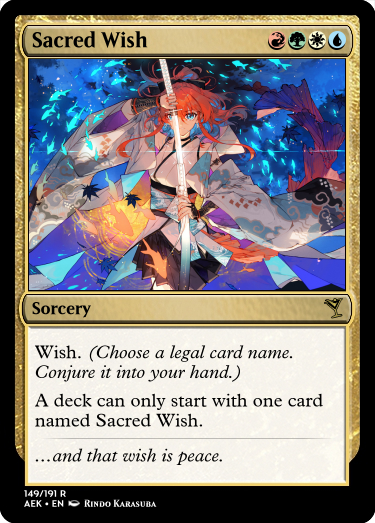 Sacred Wish
Sorcery
Wish. (Choose a legal card name.
Conjure it into your hand.)
A deck can only start with one card
named Sacred Wish.
...and that wish is peace.
149/191 R
AEK • EN Rindo Karasuba